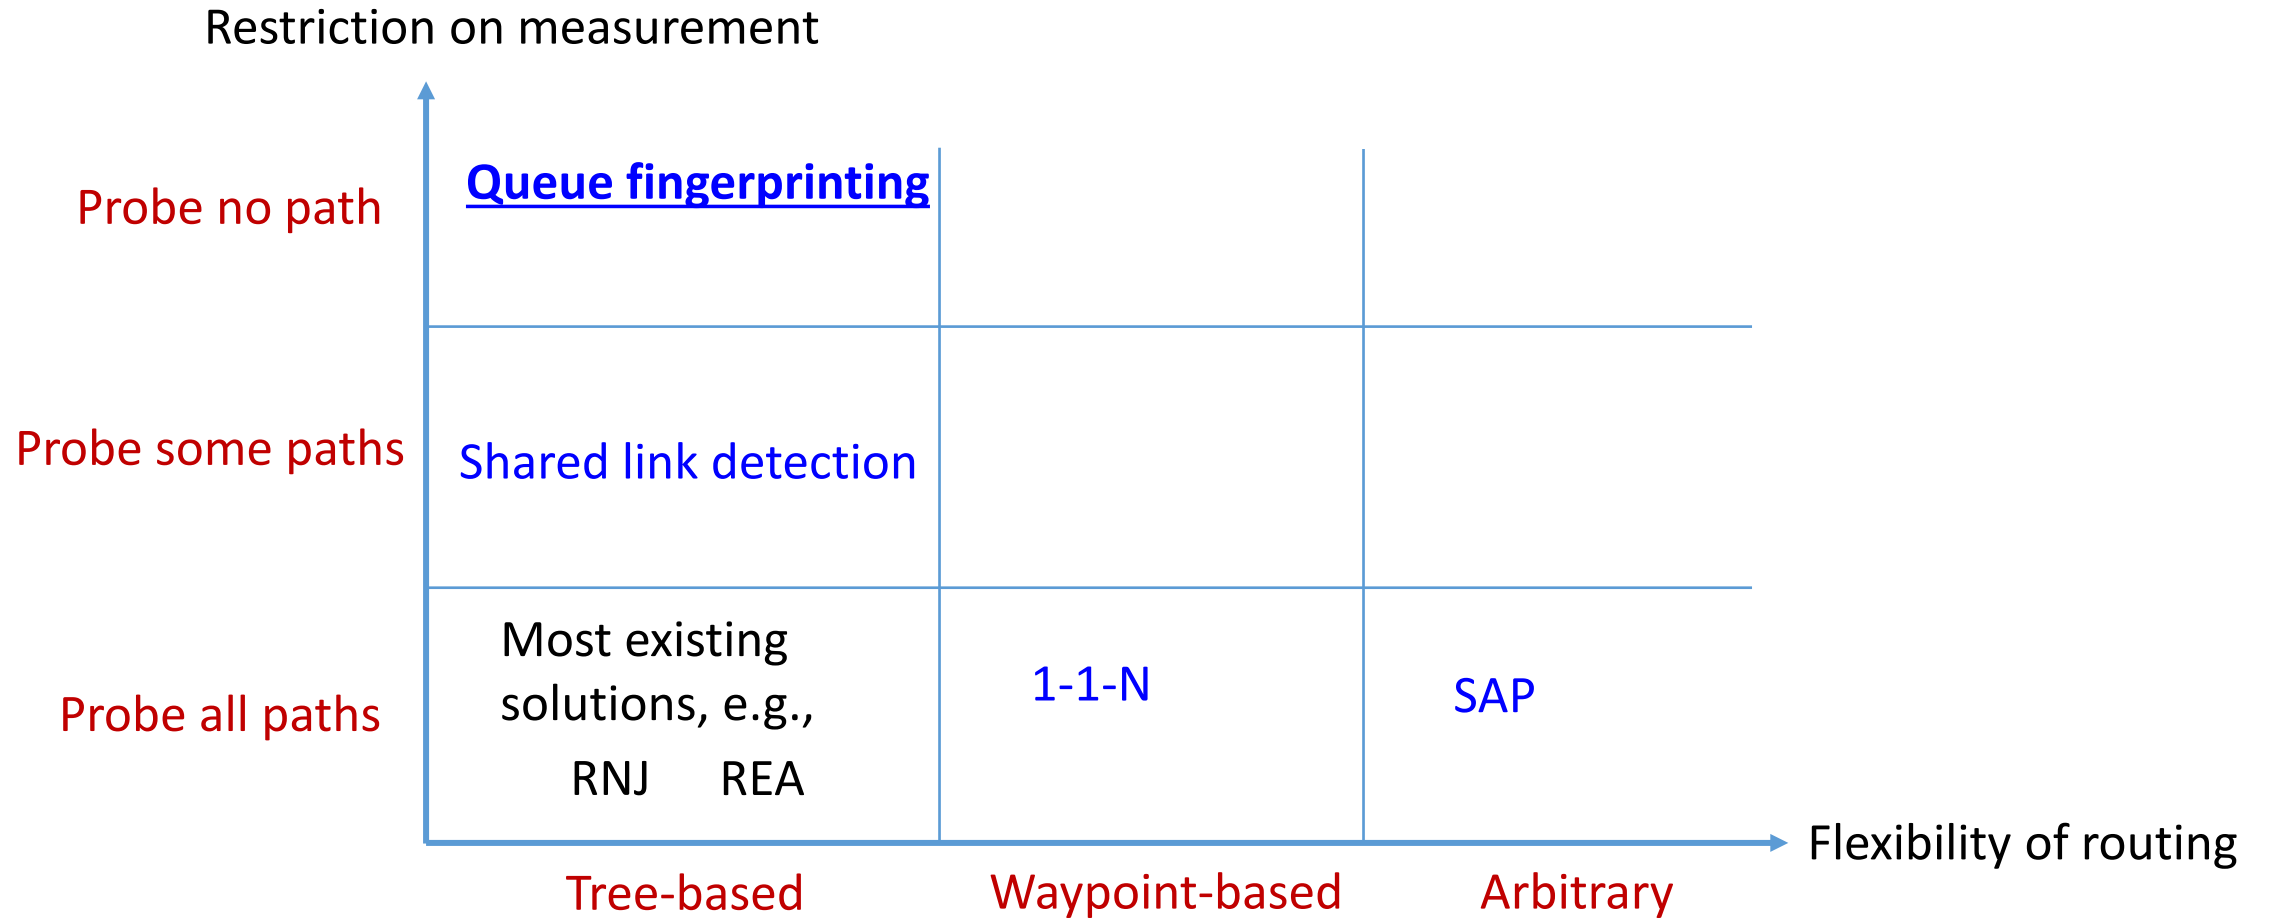 Restriction on measurement
Probe no path
Queue fingerprinting
Probe some paths
Shared link detection
Probe all paths
Most existing
solutions, e.g.,
RNJ REA
1-1-N
SAP
Flexibility of routing
Tree-based
Waypoint-based
Arbitrary